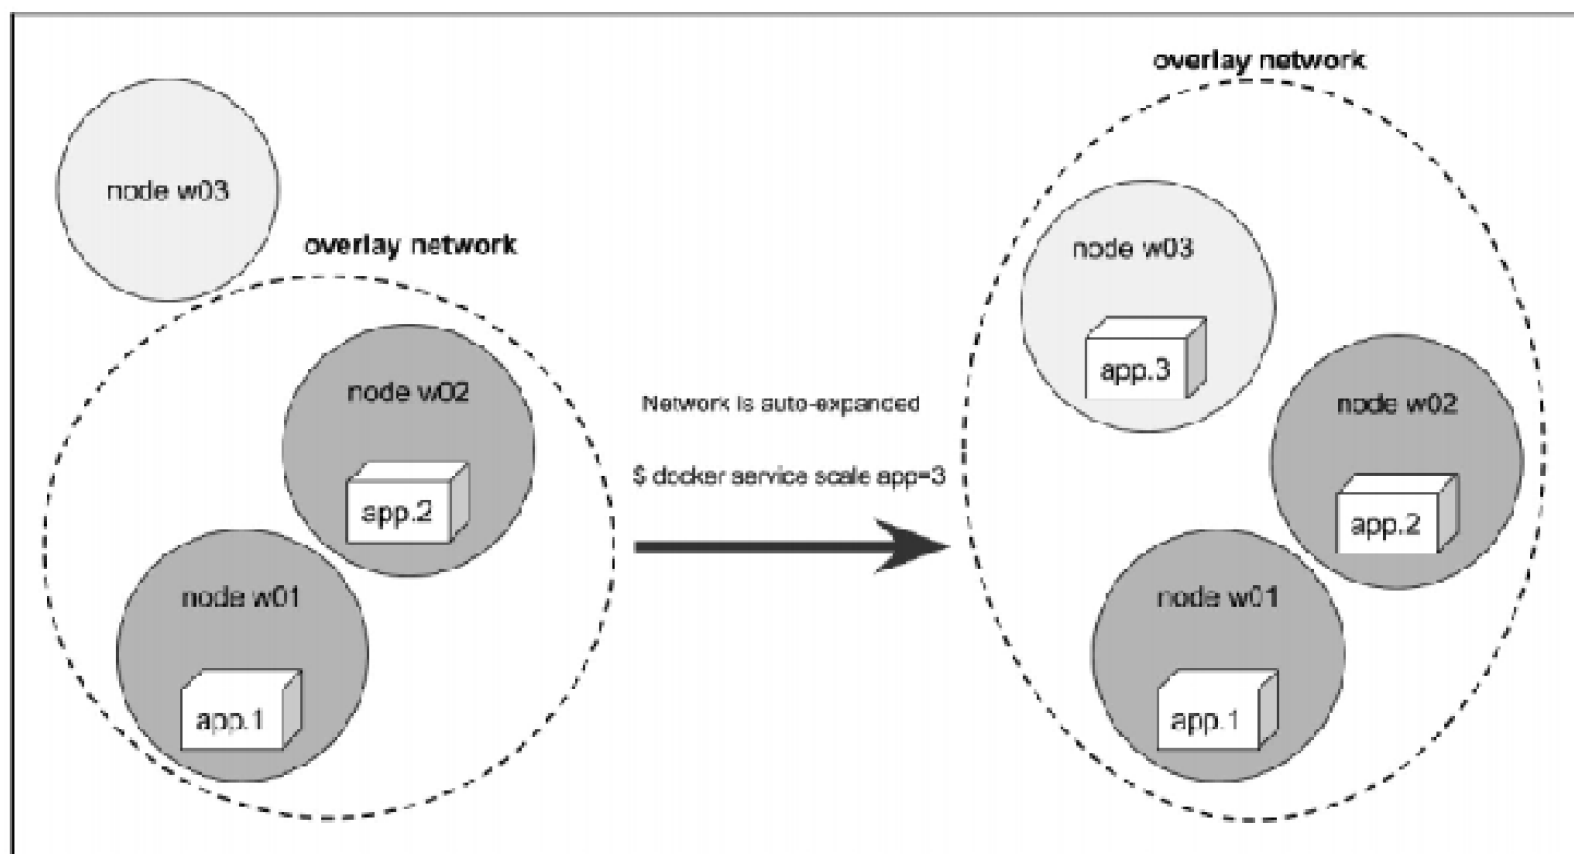 node w03
overlay network
node w02
app.2
node w01
app.1
Network is auto-expanded
$ docker service scale app=3
overlay network
node w03
app.3
node w02
app.2
node w01
app.1